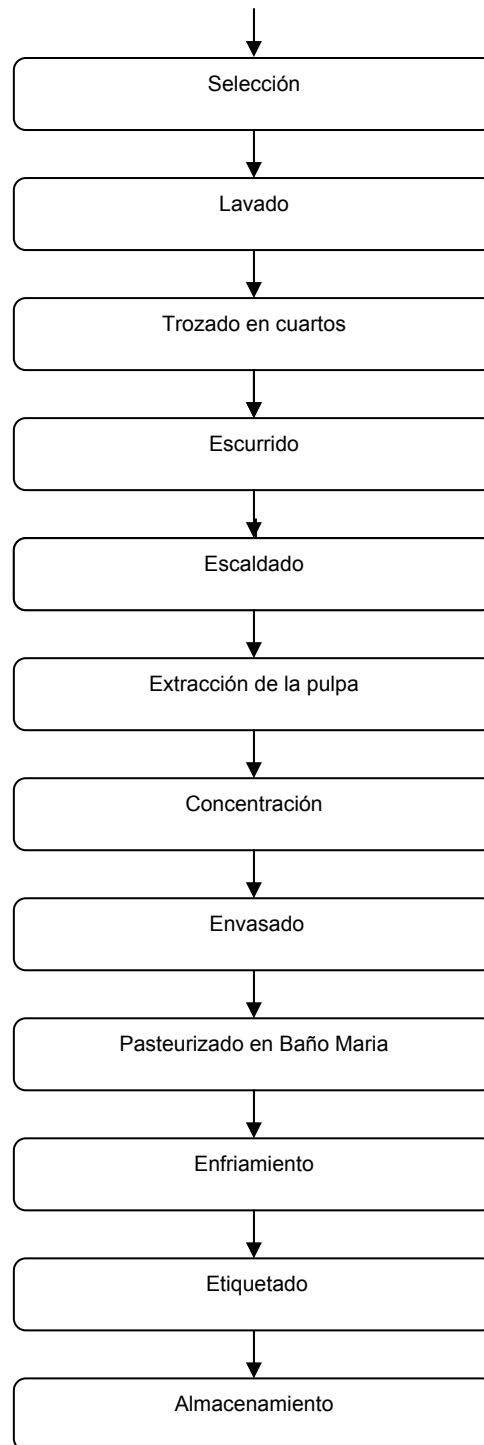 Selección
Lavado
Trozado en cuartos
Escurrido
Escaldado
Extracción de la pulpa
Concentración
Envasado
Pasteurizado en Baño Maria
Enfriamiento
Etiquetado
Almacenamiento